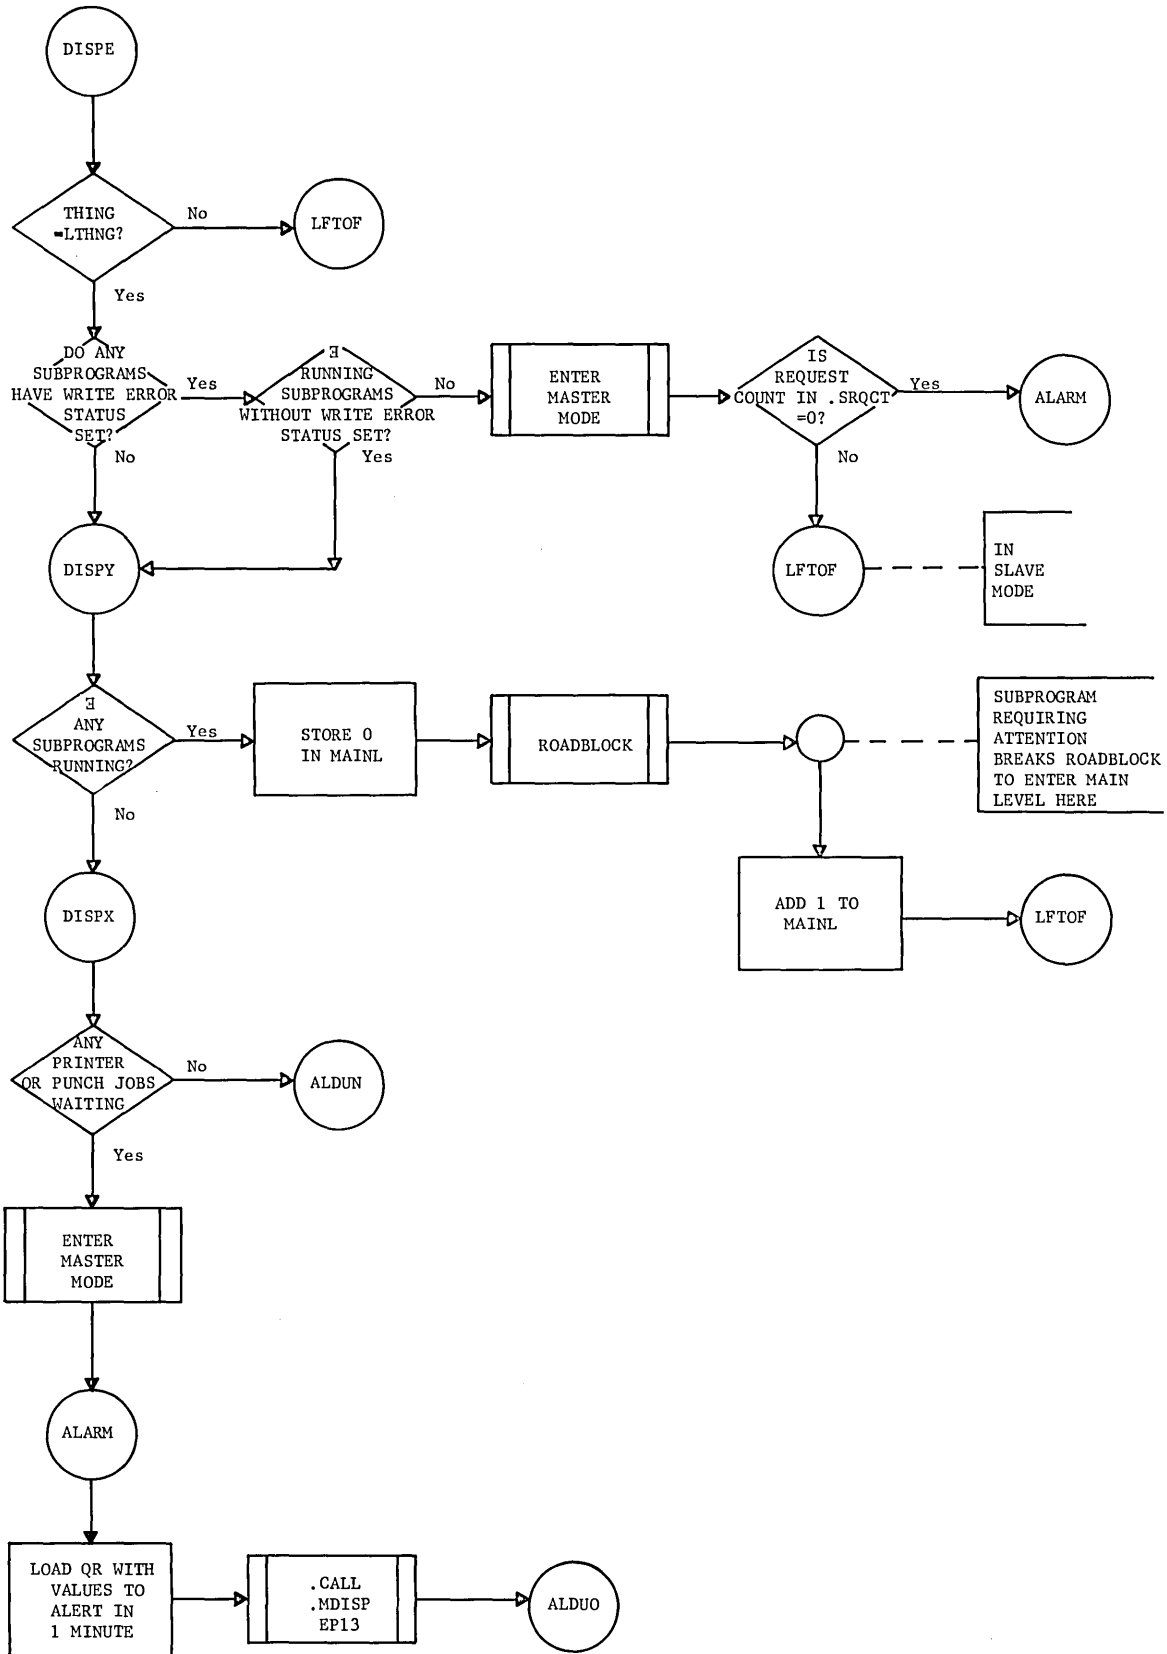 DISPE
THING
=LTHNG?
No
LFTOF
Yes
DO ANY
SUBPROGRAMS
HAVE WRITE ERROR
STATUS
SET?
Yes
No
∃
RUNNING
SUBPROGRAMS
WITHOUT WRITE ERROR
STATUS SET?
No
Yes
ENTER
MASTER
MODE
IS
REQUEST
COUNT IN .SRQCT
=0?
Yes
ALARM
No
LFTOF
IN
SLAVE
MODE
DISPY
∃
ANY
SUBPROGRAMS
RUNNING?
Yes
STORE 0
IN MAINL
ROADBLOCK
SUBPROGRAM
REQUIRING
ATTENTION
BREAKS ROADBLOCK
TO ENTER MAIN
LEVEL HERE
No
ADD 1 TO
MAINL
LFTOF
DISPX
ANY
PRINTER
OR PUNCH JOBS
WAITING
No
ALDUN
Yes
ENTER
MASTER
MODE
ALARM
LOAD QR WITH
VALUES TO
ALERT IN
1 MINUTE
.CALL
.MDISP
EP13
ALDUO